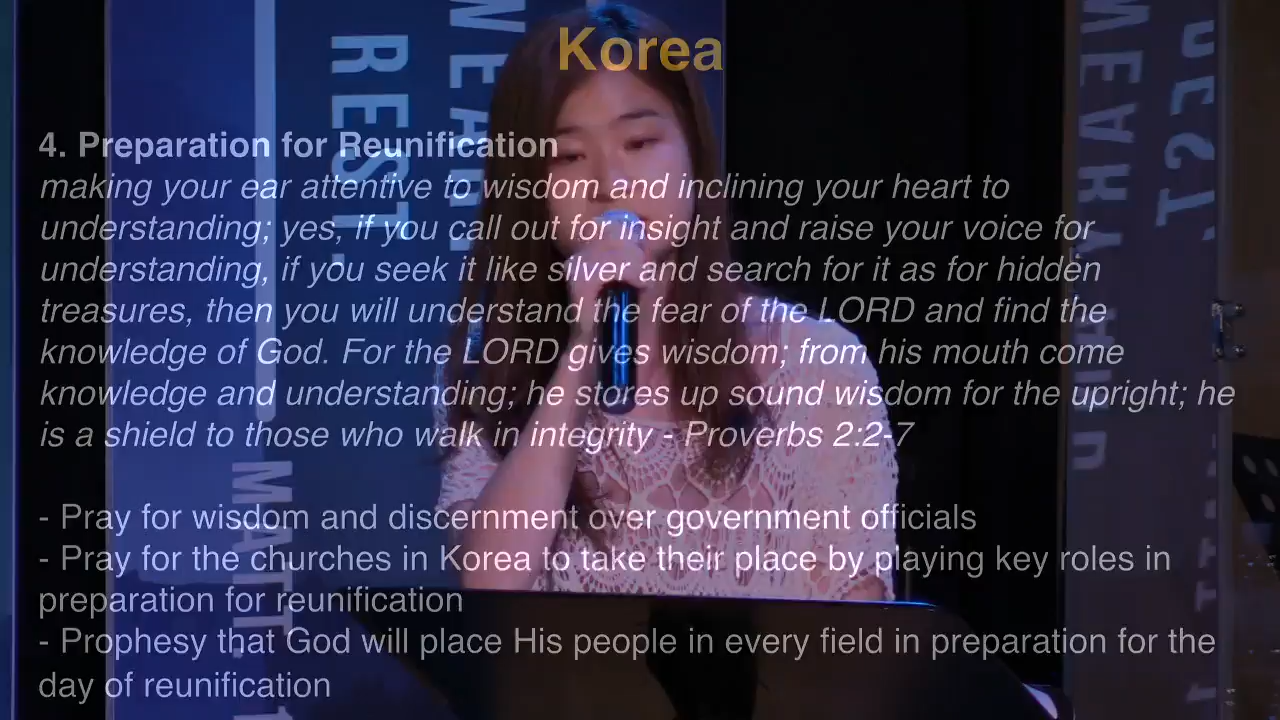 Korea
4. Preparation for Reunification
making your ear attentive to wisdom and inclining your heart to
understanding; yes, if you call out for insight and raise your voice for
understanding, if you seek it like silver and search for it as for hidden
treasures, then you will understand the fear of the LORD and find the
knowledge of God. For the LORD gives wisdom; from his mouth come
knowledge and understanding; he stores up sound wisdom for the upright; he
is a shield to those who walk in integrity - Proverbs 2:2-7
- Pray for wisdom and discernment over government officials
- Pray for the churches in Korea to take their place by playing key roles in
preparation for reunification
- Prophesy that God will place His people in every field in preparation for the
day of reunification
REST.
MATT. 1
WEARY